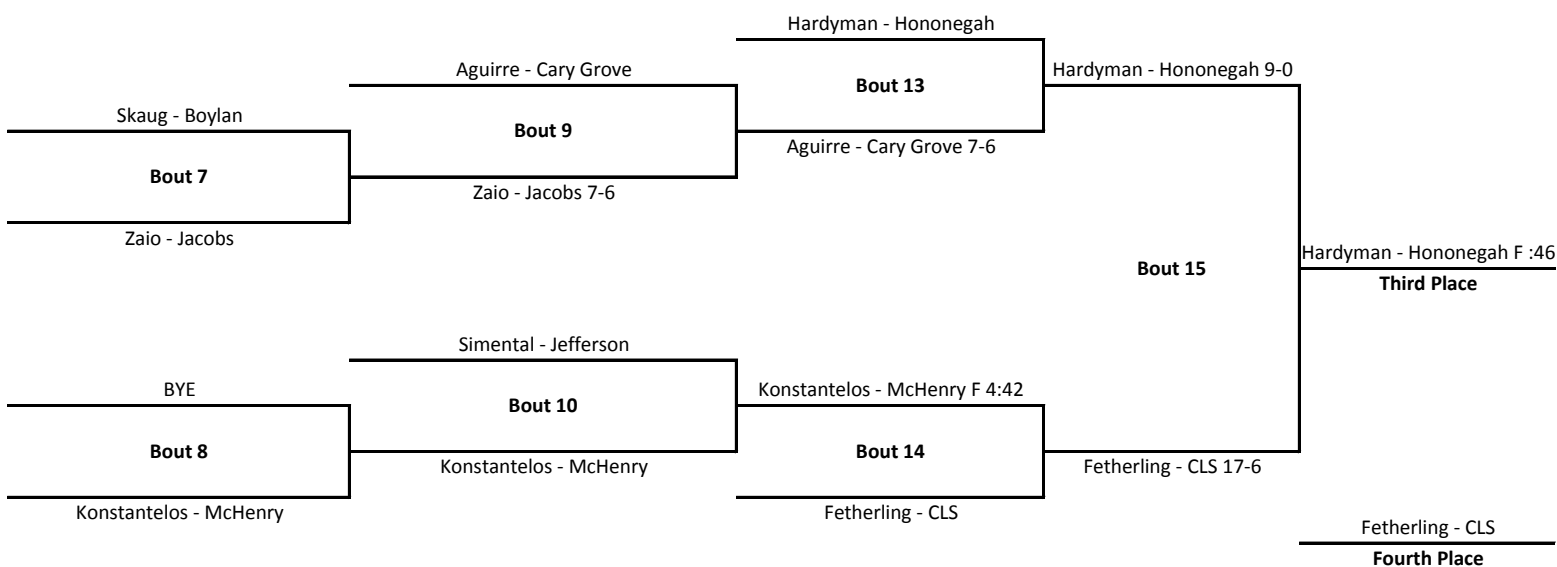 Hardyman - Hononegah
Aguirre - Cary Grove
Hardyman - Hononegah 9-0
Bout 13
Skaug - Boylan
Bout 9
Aguirre - Cary Grove 7-6
Bout 7
Zaio - Jacobs 7-6
Zaio - Jacobs
Hardyman - Hononegah F :46
Bout 15
Third Place
Simental - Jefferson
BYE
Konstantelos - McHenry F 4:42
Bout 10
Bout 8
Bout 14
Konstantelos - McHenry
Fetherling - CLS 17-6
Konstantelos - McHenry
Fetherling - CLS
Fetherling - CLS
Fourth Place